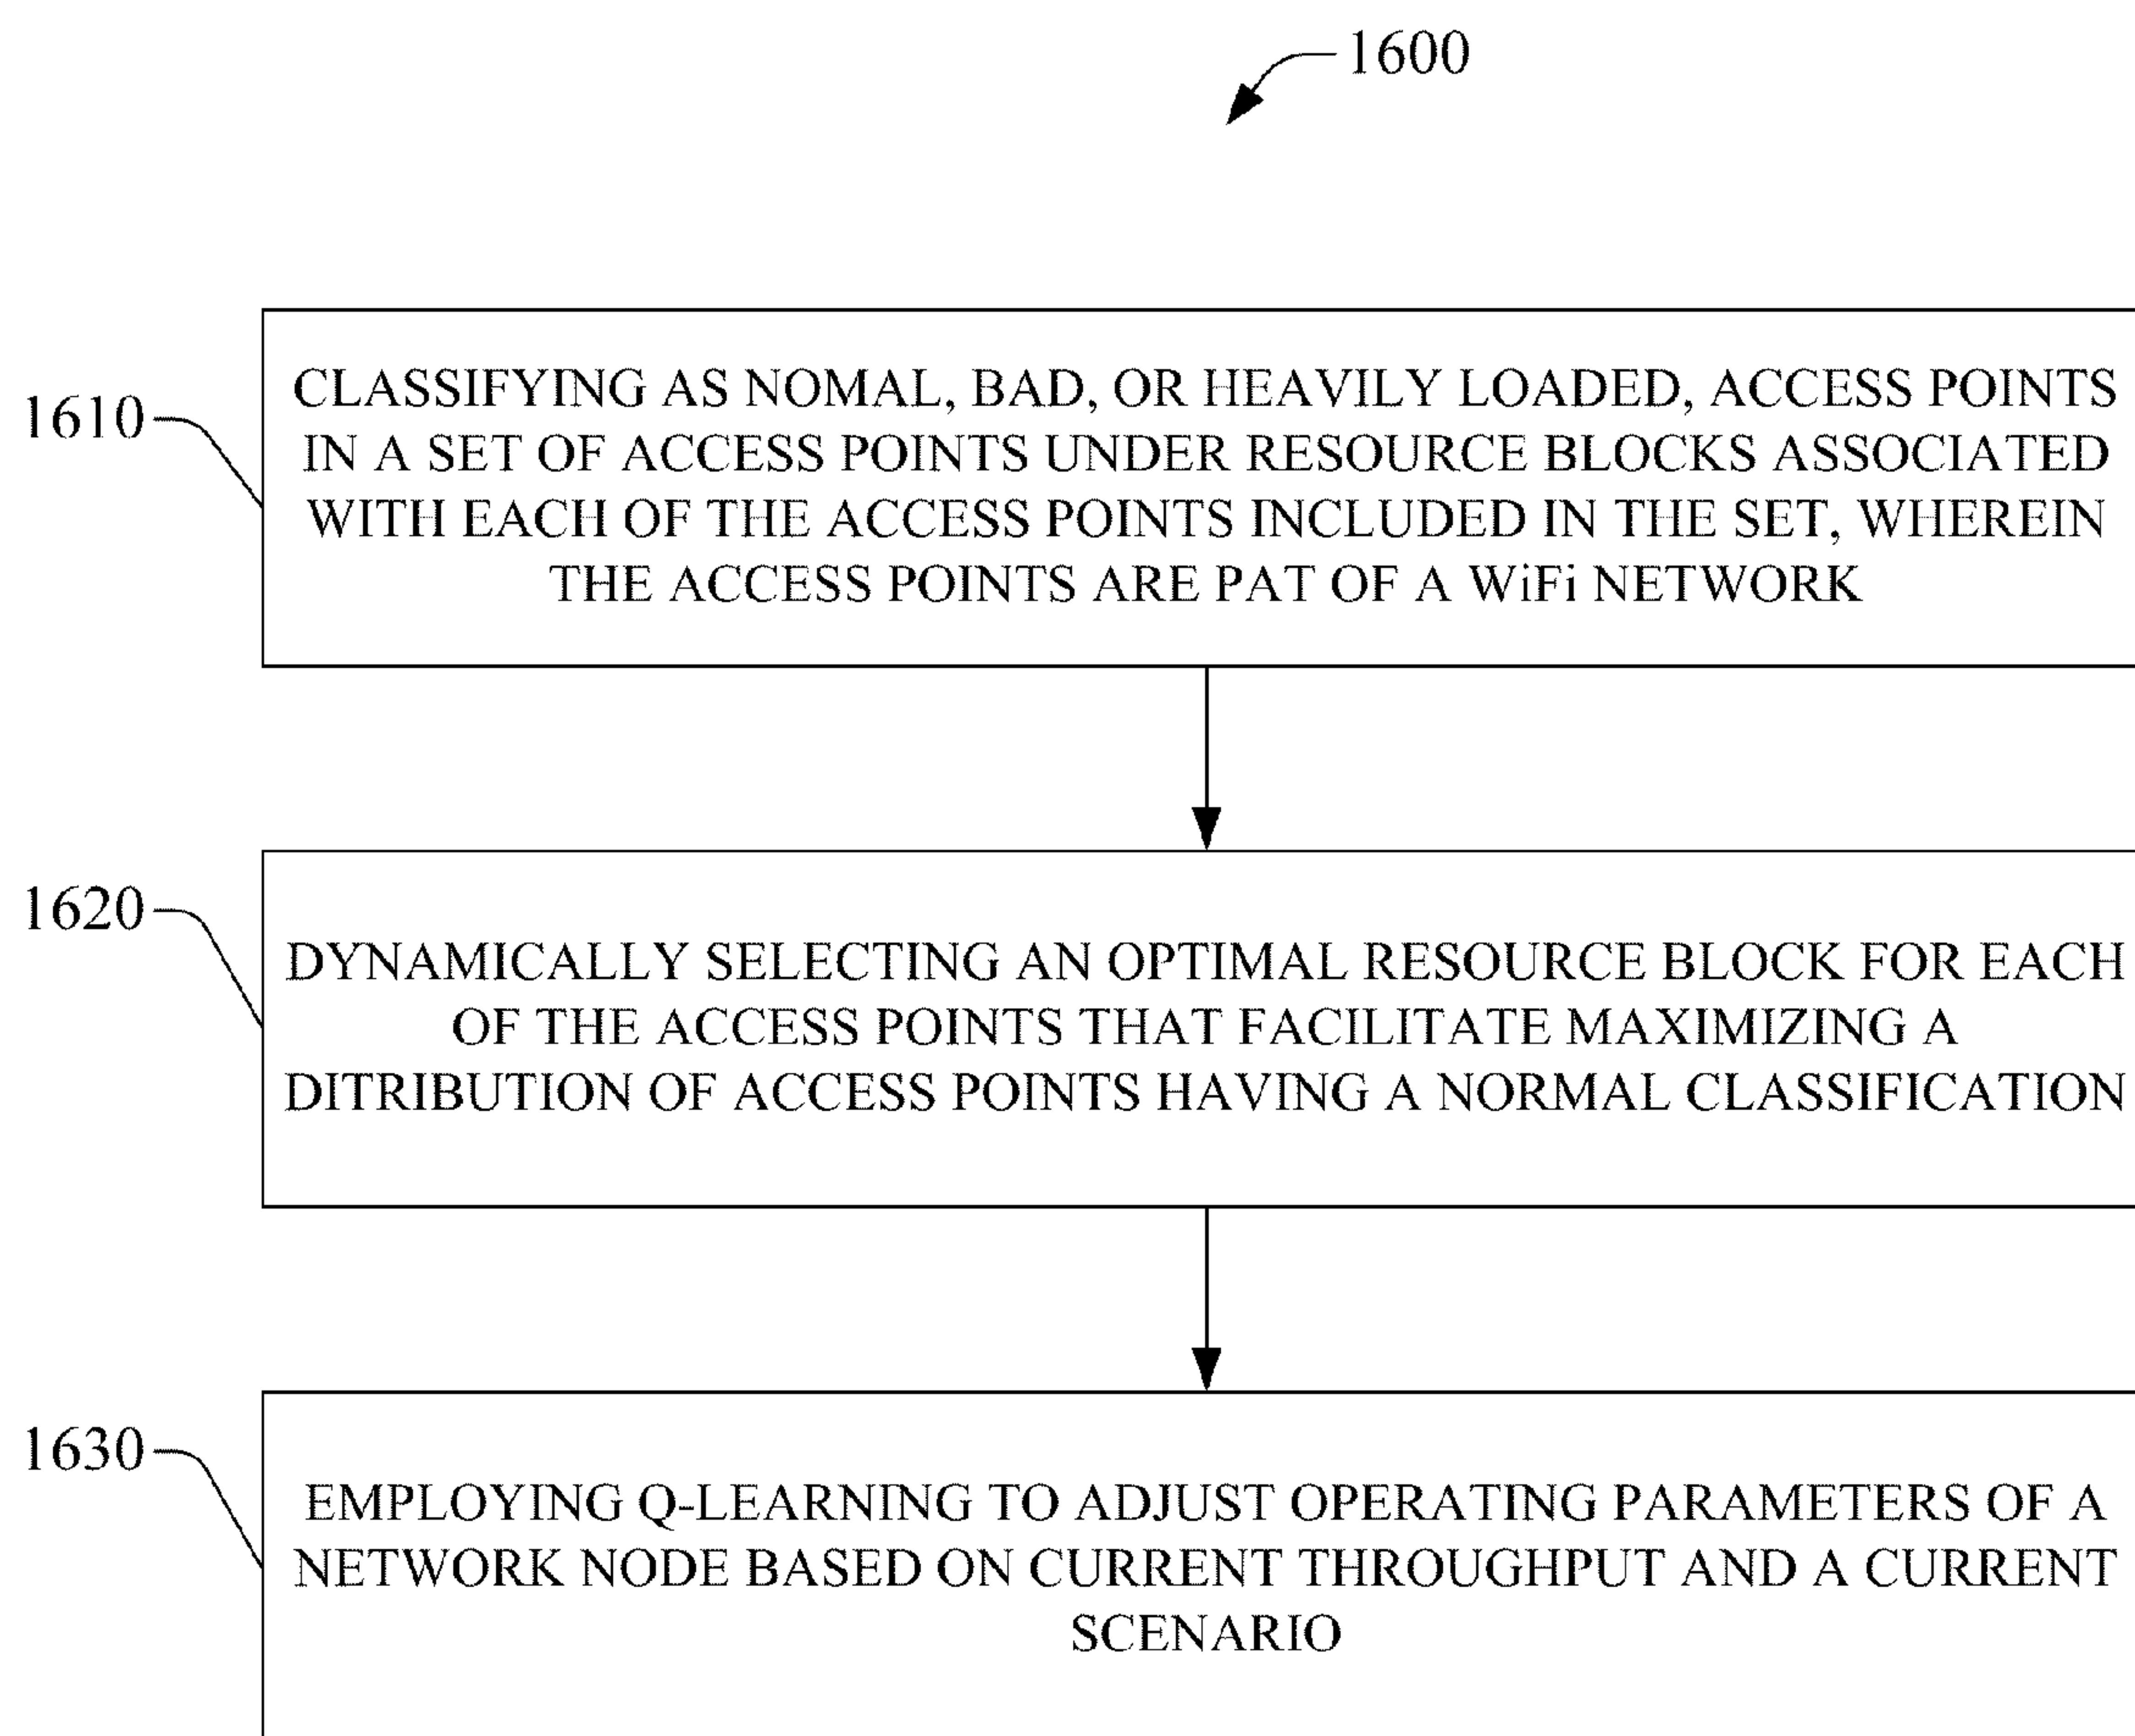 1600
1610
CLASSIFYING AS NOMAL, BAD, OR HEAVILY LOADED, ACCESS POINTS
IN A SET OF ACCESS POINTS UNDER RESOURCE BLOCKS ASSOCIATED
WITH EACH OF THE ACCESS POINTS INCLUDED IN THE SET, WHEREIN
THE ACCESS POINTS ARE PAT OF A WiFi NETWORK
1620
DYNAMICALLY SELECTING AN OPTIMAL RESOURCE BLOCK FOR EACH
OF THE ACCESS POINTS THAT FACILITATE MAXIMIZING A
DITRIBUTION OF ACCESS POINTS HAVING A NORMAL CLASSIFICATION
1630
EMPLOYING Q-LEARNING TO ADJUST OPERATING PARAMETERS OF A
NETWORK NODE BASED ON CURRENT THROUGHPUT AND A CURRENT
SCENARIO